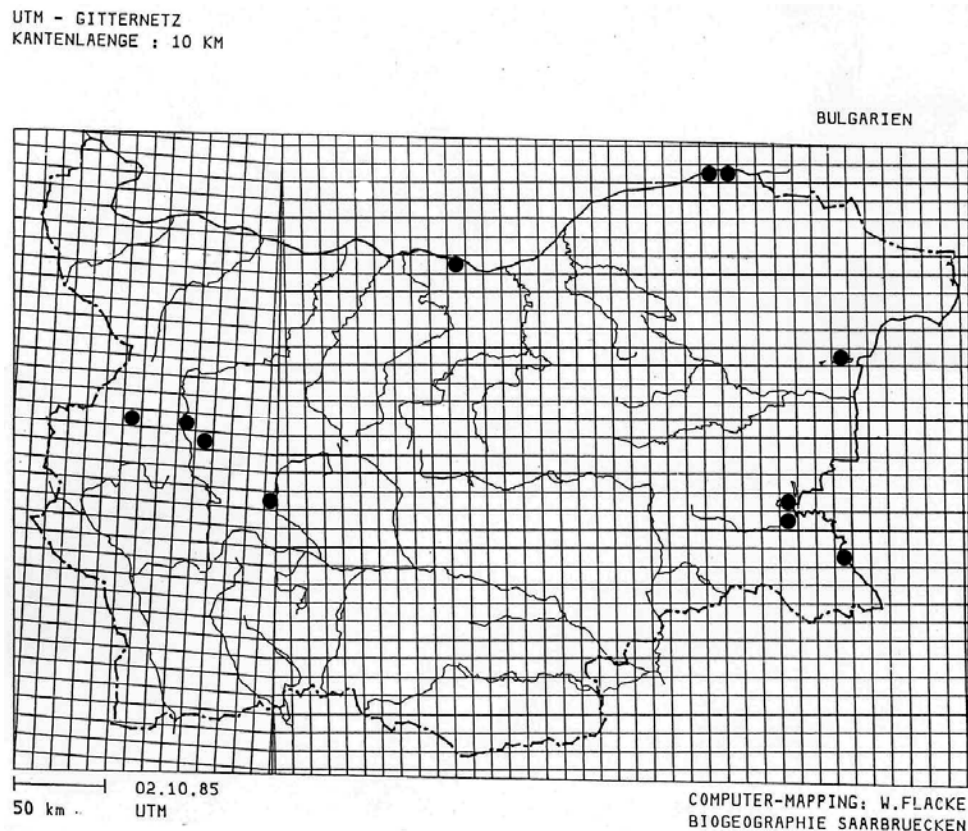 UTM - GITTERNETZ
KANTENLAENGE : 10 KM
BULGARIEN
50 km
02.10.85
UTM
COMPUTER-MAPPING: W.FLACKE
BIOGEOGRAPHIE SAARBRUECKEN